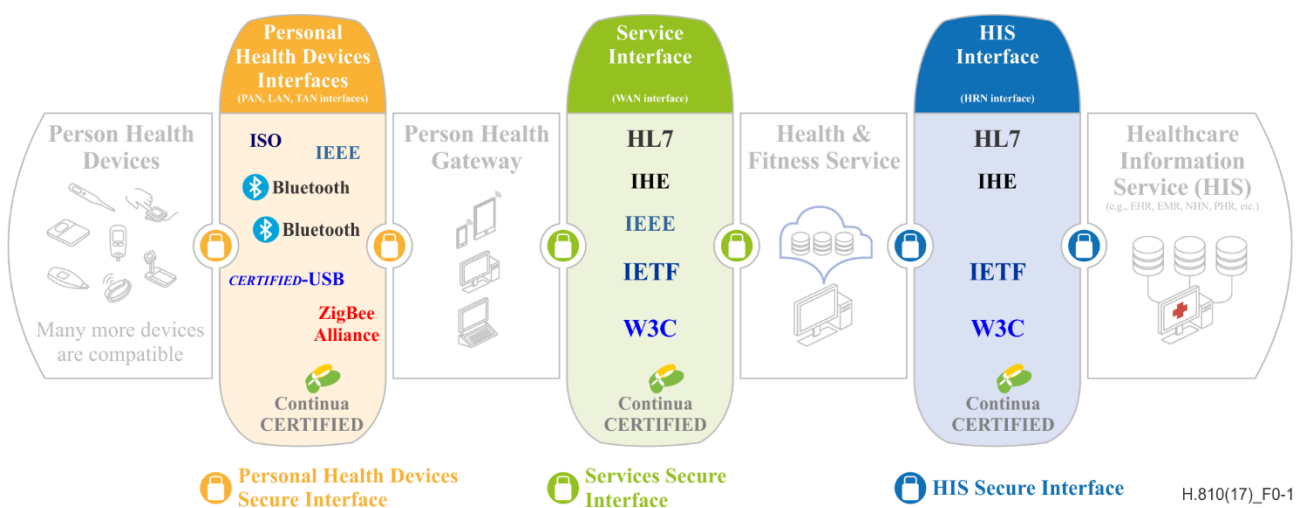 Personal
Health Devices
Interfaces
(PAN, LAN, TAN interfaces)
Service
Interface
(WAN interface)
HIS
Interface
(HRN interface)
Person Health
Devices
Many more devices
are compatible
ISO
IEEE
Bluetooth
Bluetooth
CERTIFIED-USB
ZigBee
Alliance
Continua
CERTIFIED
Person Health
Gateway
HL7
IHE
IEEE
IETF
W3C
Continua
CERTIFIED
Health &
Fitness Service
HL7
IHE
IETF
W3C
Continua
CERTIFIED
Healthcare
Information
Service (HIS)
(e.g., EHR, EMR, NHN, PHR, etc.)
Personal Health Devices
Secure Interface
Services Secure
Interface
HIS Secure Interface
H.810(17)_F0-1